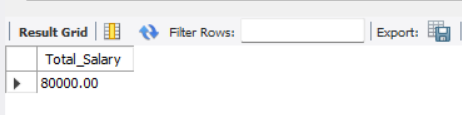 Result Grid Filter Rows: Export:
Total_Salary
80000.00